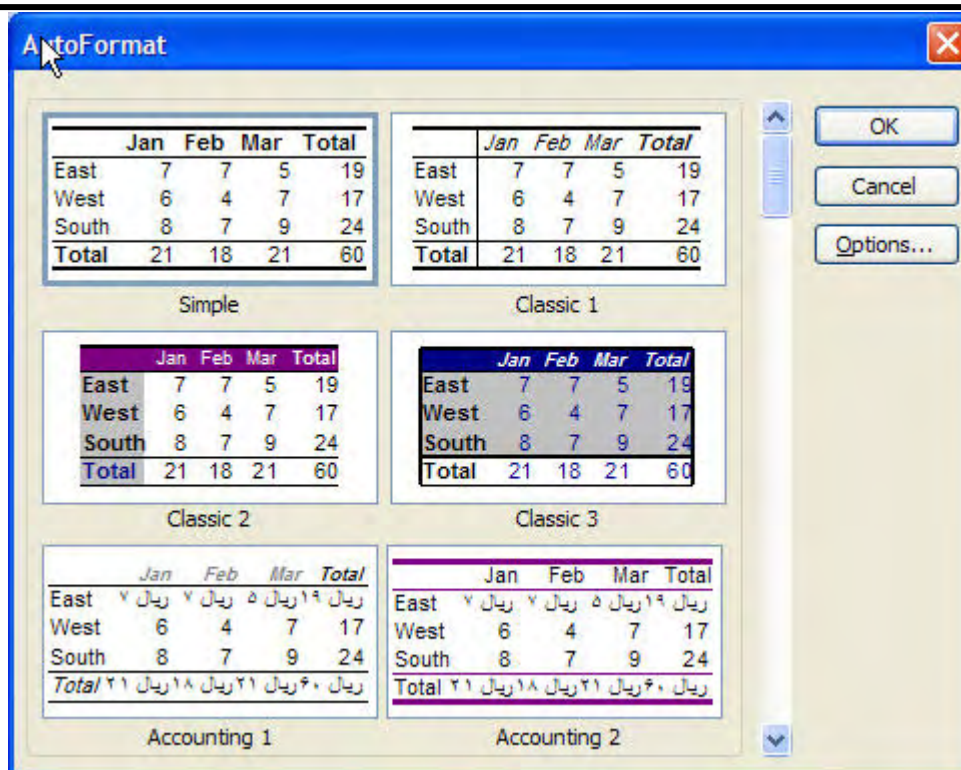 AutoFormat
Jan Feb Mar Total
East 7 7 5 19
West 6 4 7 17
South 8 7 9 24
Total 21 18 21 60
Simple
Jan Feb Mar Total
East 7 7 5 19
West 6 4 7 17
South 8 7 9 24
Total 21 18 21 60
Classic 1
OK
Cancel
Options...
Jan Feb Mar Total
East 7 7 5 19
West 6 4 7 17
South 8 7 9 24
Total 21 18 21 60
Classic 2
Jan Feb Mar Total
East 7 7 5 19
West 6 4 7 17
South 8 7 9 24
Total 21 18 21 60
Classic 3
Jan Feb Mar Total
East ریال ۷ ریال ۷ ریال ۵ ریال ۱۹
West 6 4 7 17
South 8 7 9 24
Total ریال ۲۱ ریال ۱۸ ریال ۲۱ ریال ۶۰
Accounting 1
Jan Feb Mar Total
East ریال ۷ ریال ۷ ریال ۵ ریال ۱۹
West 6 4 7 17
South 8 7 9 24
Total ریال ۲۱ ریال ۱۸ ریال ۲۱ ریال ۶۰
Accounting 2